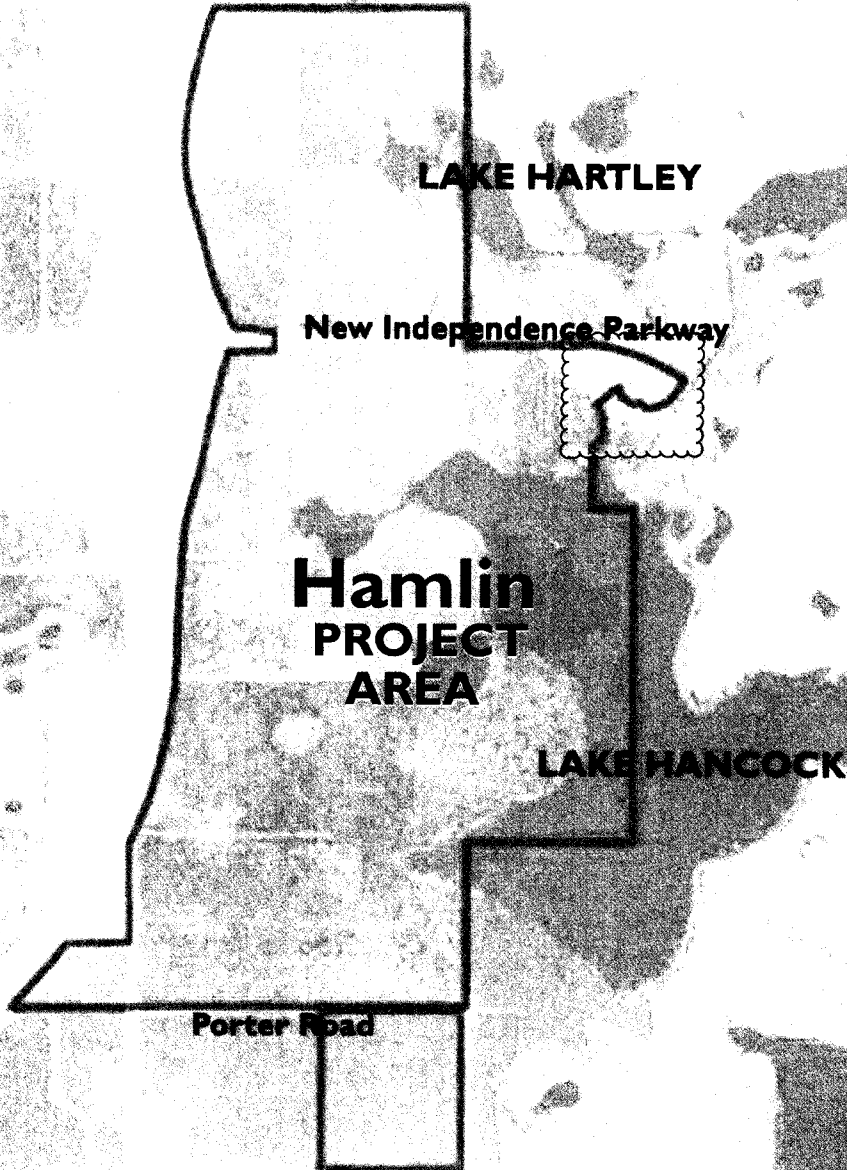 LAKE HARTLEY
New Independence Parkway
Hamlin
PROJECT
AREA
LAKE HANCOCK
Porter Road